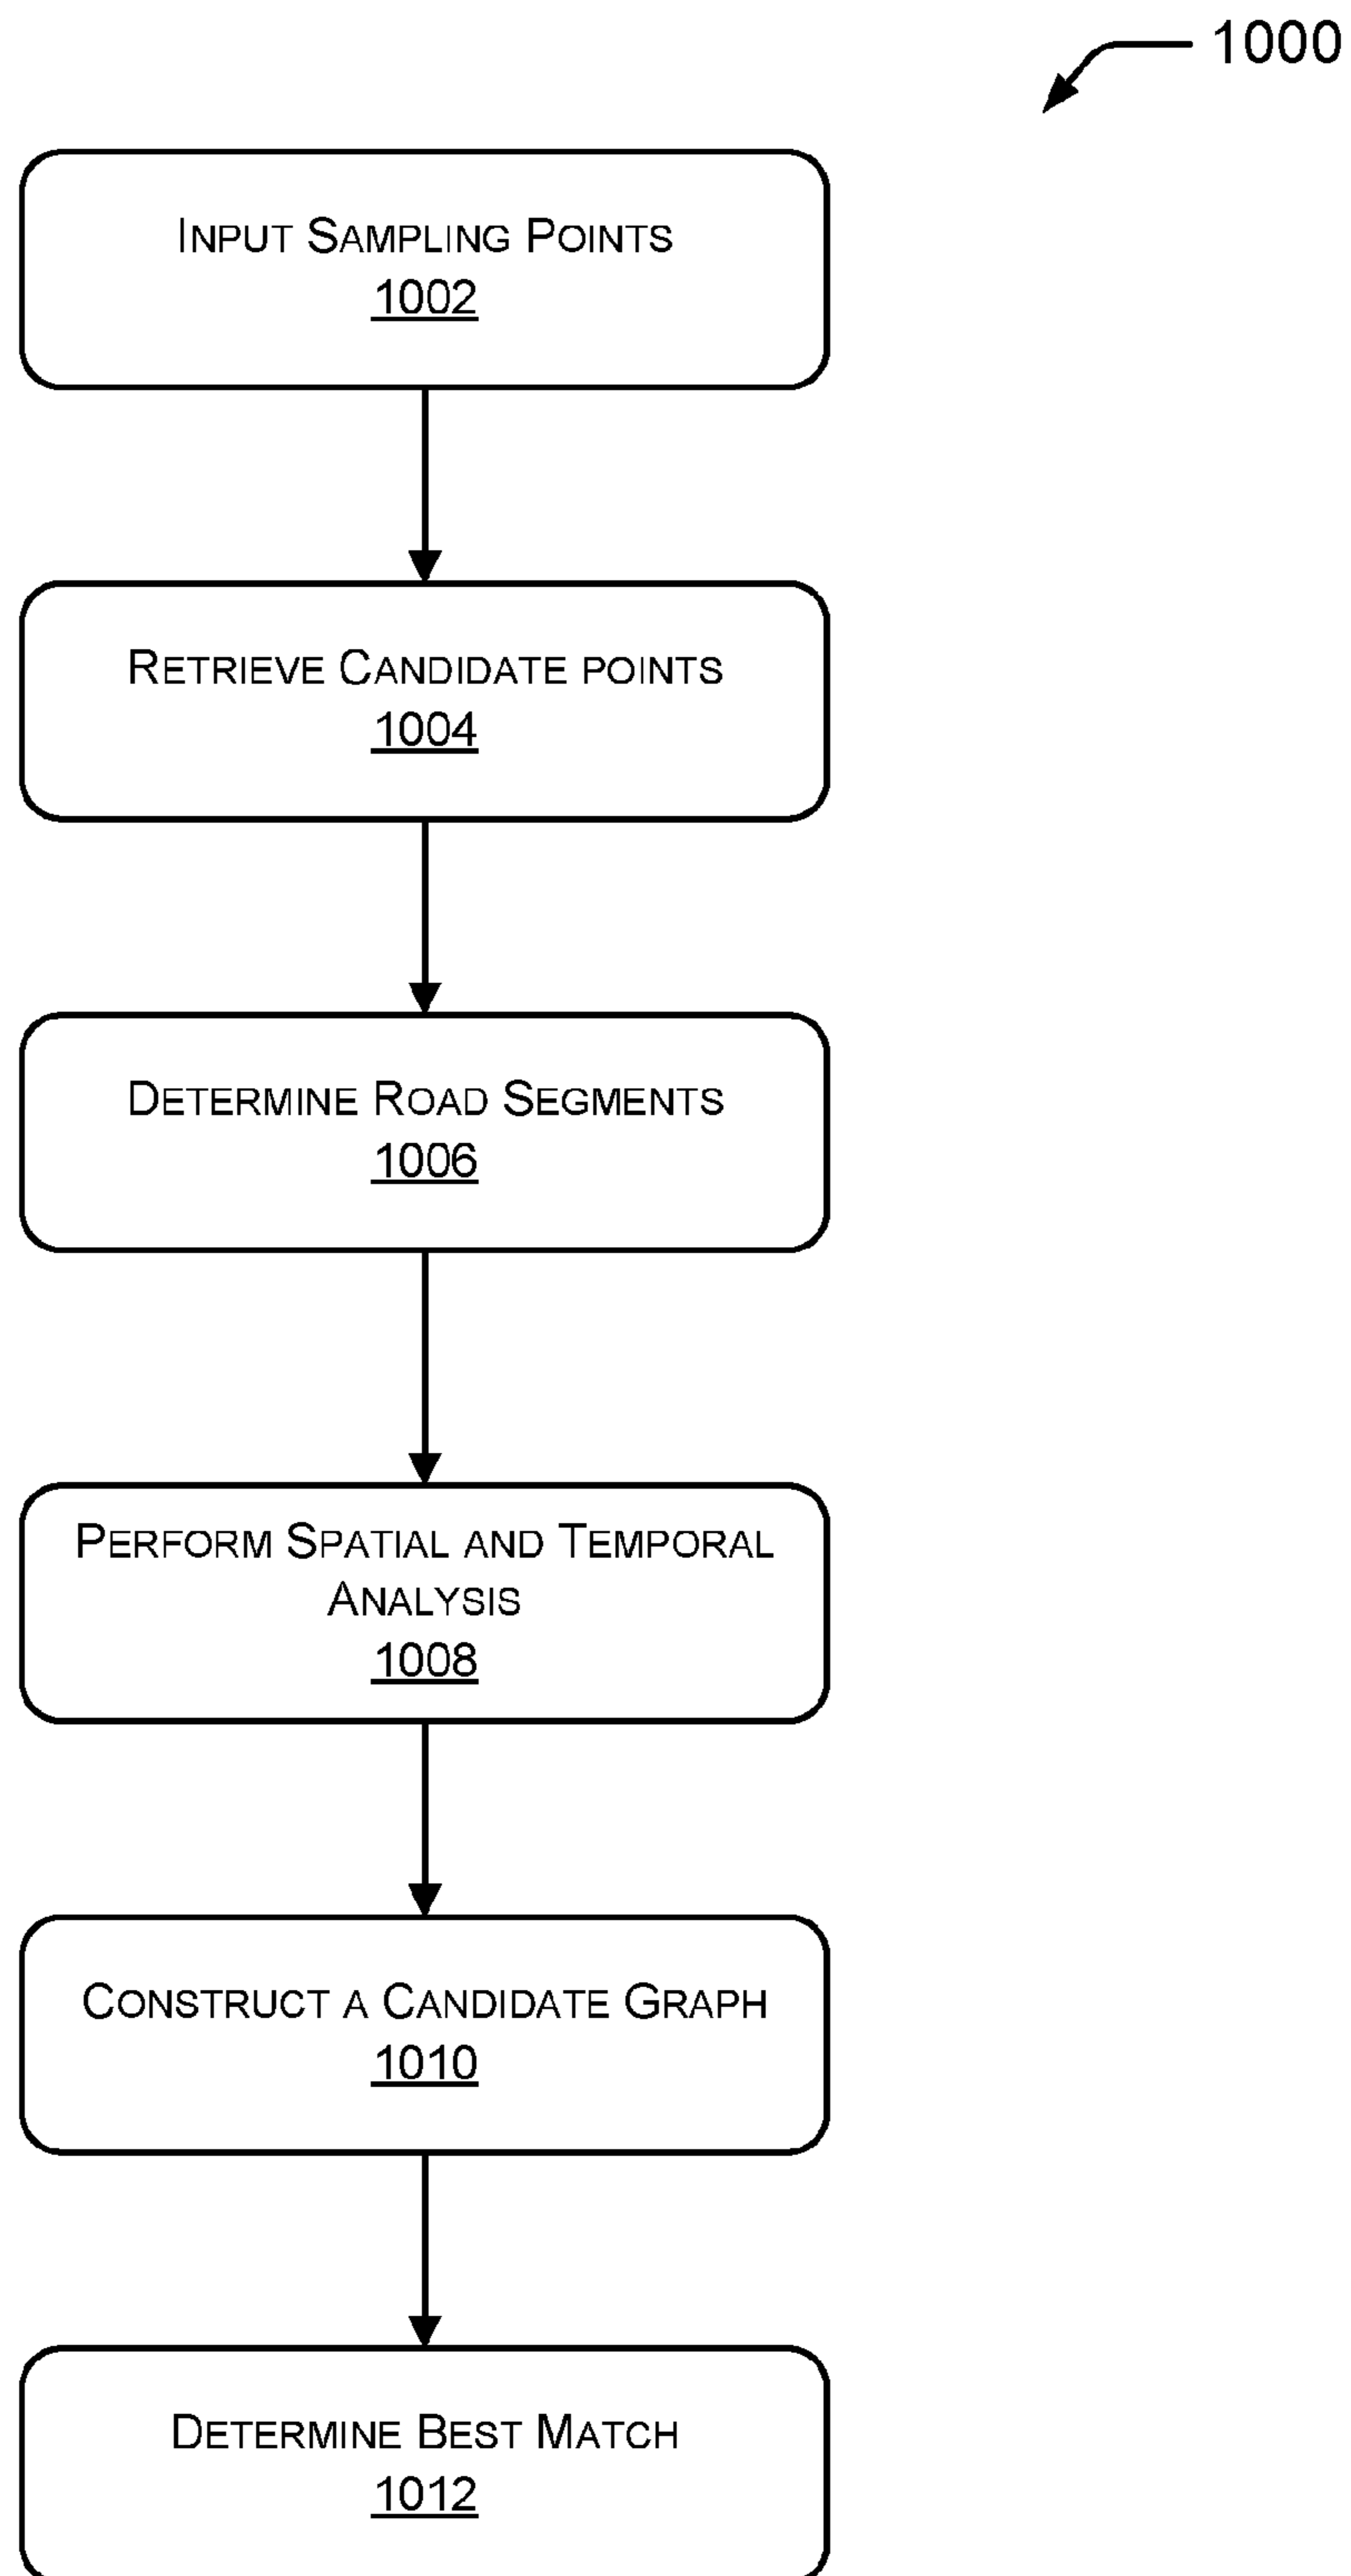 1000
INPUT SAMPLING POINTS
1002
RETRIEVE CANDIDATE POINTS
1004
DETERMINE ROAD SEGMENTS
1006
PERFORM SPATIAL AND TEMPORAL
ANALYSIS
1008
CONSTRUCT A CANDIDATE GRAPH
1010
DETERMINE BEST MATCH
1012